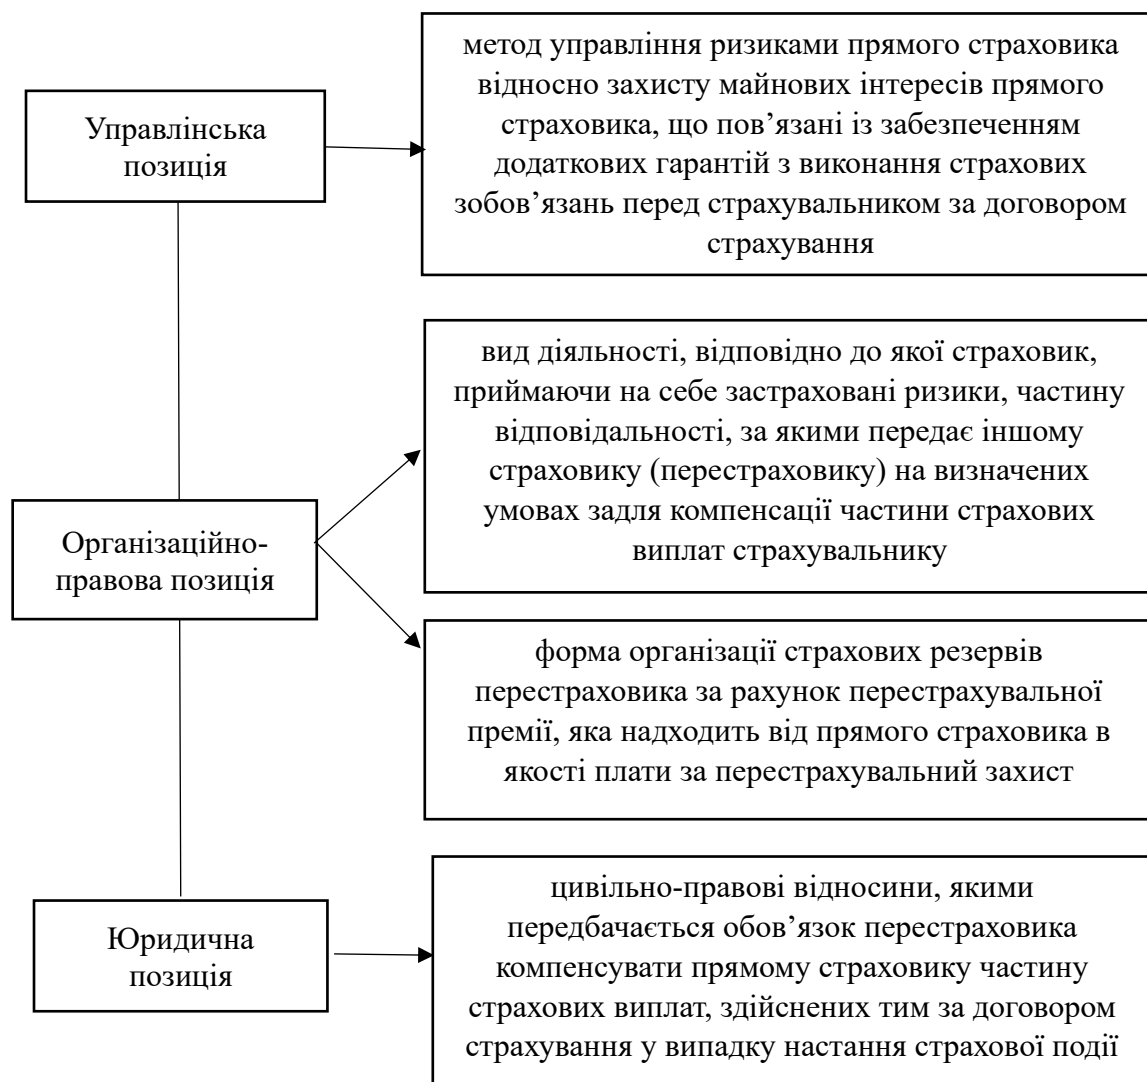 Управлінська
позиція
метод управління ризиками прямого страховика
відносно захисту майнових інтересів прямого
страховика, що пов’язані із забезпеченням
додаткових гарантій з виконання страхових
зобов’язань перед страхувальником за договором
страхування
Організаційно-
правова позиція
вид діяльності, відповідно до якої страховик,
приймаючи на себе застраховані ризики, частину
відповідальності, за якими передає іншому
страховику (перестраховику) на визначених
умовах задля компенсації частини страхових
виплат страхувальнику
форма організації страхових резервів
перестраховика за рахунок перестрахувальної
премії, яка надходить від прямого страховика в
якості плати за перестрахувальний захист
Юридична
позиція
цивільно-правові відносини, якими
передбачається обов’язок перестраховика
компенсувати прямому страховику частину
страхових виплат, здійснених тим за договором
страхування у випадку настання страхової події